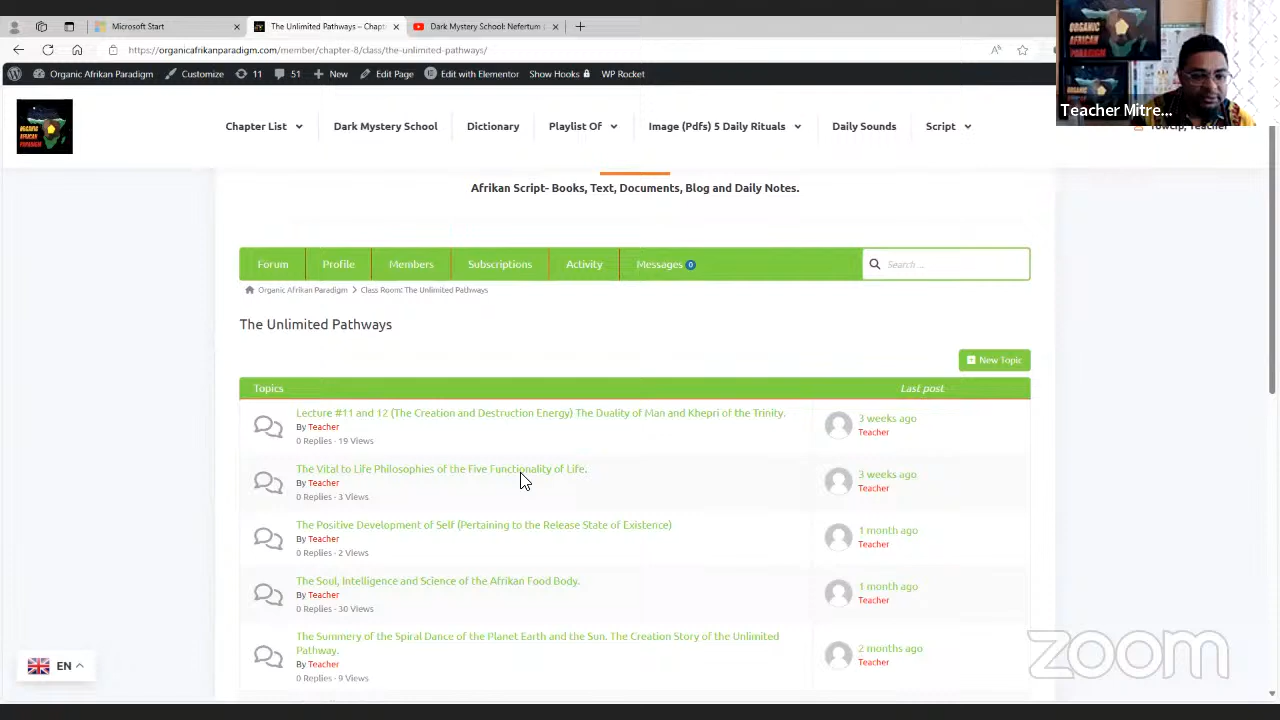 Microsoft Start
The Unlimited Pathways – Chapt
Dark Mystery School: Nefertum
https://organicafrikanparadigm.com/member/chapter-8/class/the-unlimited-pathways/
Organic Afrikan Paradigm
Customize
11
51
New
Edit Page
Edit with Elementor
Show Hooks
WP Rocket
ORGANIC
AFRICAN
PARADIGM
Teacher Mitre...
Chapter List
Dark Mystery School
Dictionary
Playlist Of
Image (Pdfs) 5 Daily Rituals
Daily Sounds
Script
Teacher
Afrikan Script- Books, Text, Documents, Blog and Daily Notes.
Forum
Profile
Members
Subscriptions
Activity
Messages 0
Search ...
Organic Afrikan Paradigm > Class Room: The Unlimited Pathways
The Unlimited Pathways
New Topic
Topics
Last post
Lecture #11 and 12 (The Creation and Destruction Energy) The Duality of Man and Khepri of the Trinity.
By Teacher
0 Replies · 19 Views
3 weeks ago
Teacher
The Vital to Life Philosophies of the Five Functionality of Life.
By Teacher
0 Replies · 3 Views
3 weeks ago
Teacher
The Positive Development of Self (Pertaining to the Release State of Existence)
By Teacher
0 Replies · 2 Views
1 month ago
Teacher
The Soul, Intelligence and Science of the Afrikan Food Body.
By Teacher
0 Replies · 30 Views
1 month ago
Teacher
The Summery of the Spiral Dance of the Planet Earth and the Sun. The Creation Story of the Unlimited
Pathway.
By Teacher
0 Replies · 9 Views
2 months ago
Teacher
EN
zoom